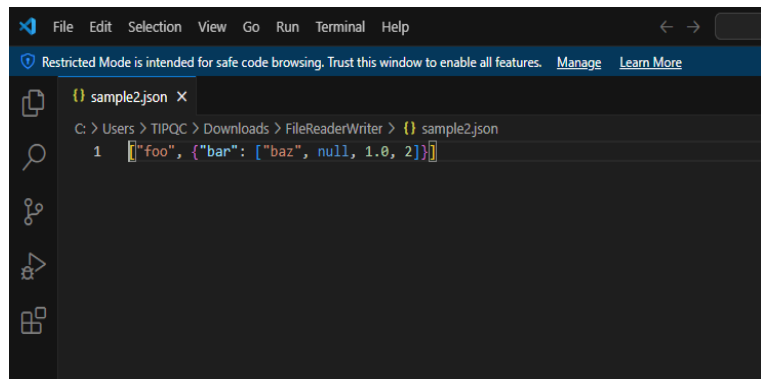 File Edit Selection View Go Run Terminal Help
Restricted Mode is intended for safe code browsing. Trust this window to enable all features. Manage Learn More
{} sample2.json ×
C: > Users > TIPQC > Downloads > FileReaderWriter > {} sample2.json
1 ["foo", {"bar": ["baz", null, 1.0, 2]}]